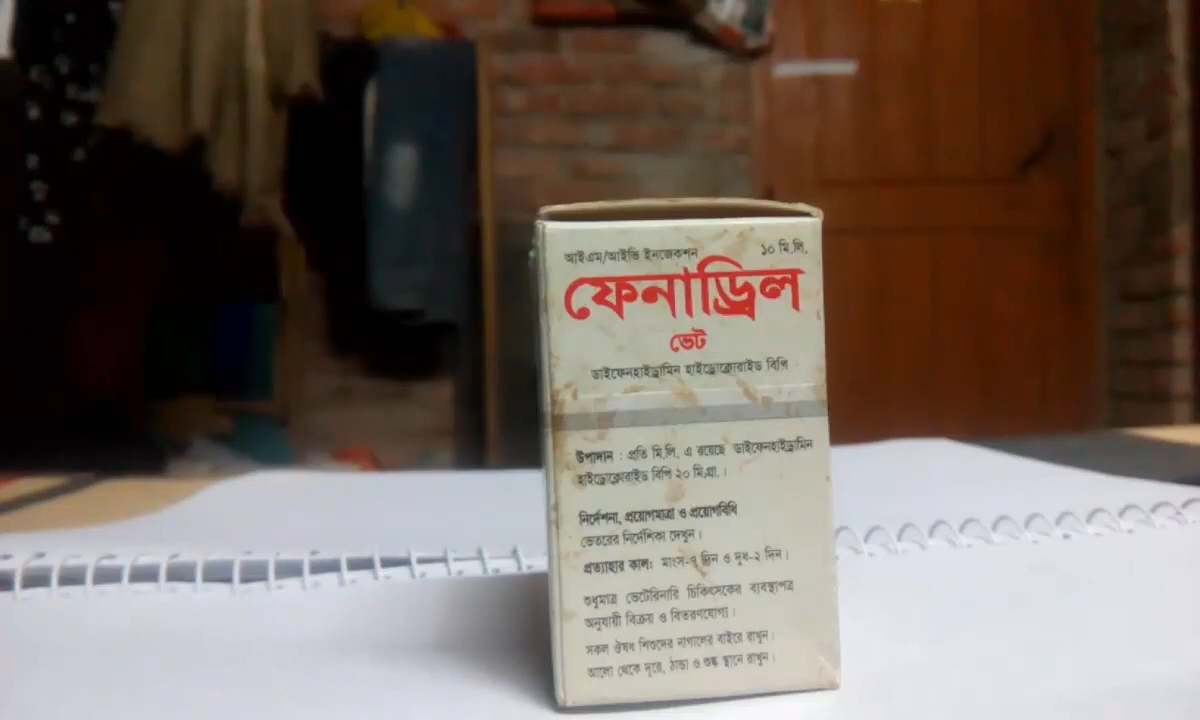 আইএম/আইভি ইনজেকশন ১০ মি.লি.
ফেনাড্রিল
ভেট
ডাইফেনহাইড্রামিন হাইড্রোক্লোরাইড বিপি
উপাদান : প্রতি মি.লি. এ রয়েছে ডাইফেনহাইড্রামিন
হাইড্রোক্লোরাইড বিপি ২০ মি.গ্রা.।
নির্দেশনা, প্রয়োগমাত্রা ও প্রয়োগবিধি
ভেতরের নির্দেশিকা দেখুন।
প্রত্যাহার কাল: মাংস-৭ দিন ও দুধ-২ দিন।
শুধুমাত্র ভেটেরিনারি চিকিৎসকের ব্যবস্থাপত্র
অনুযায়ী বিক্রয় ও বিতরণযোগ্য।
সকল ঔষধ শিশুদের নাগালের বাইরে রাখুন।
আলো থেকে দূরে, ঠান্ডা ও শুষ্ক স্থানে রাখুন।